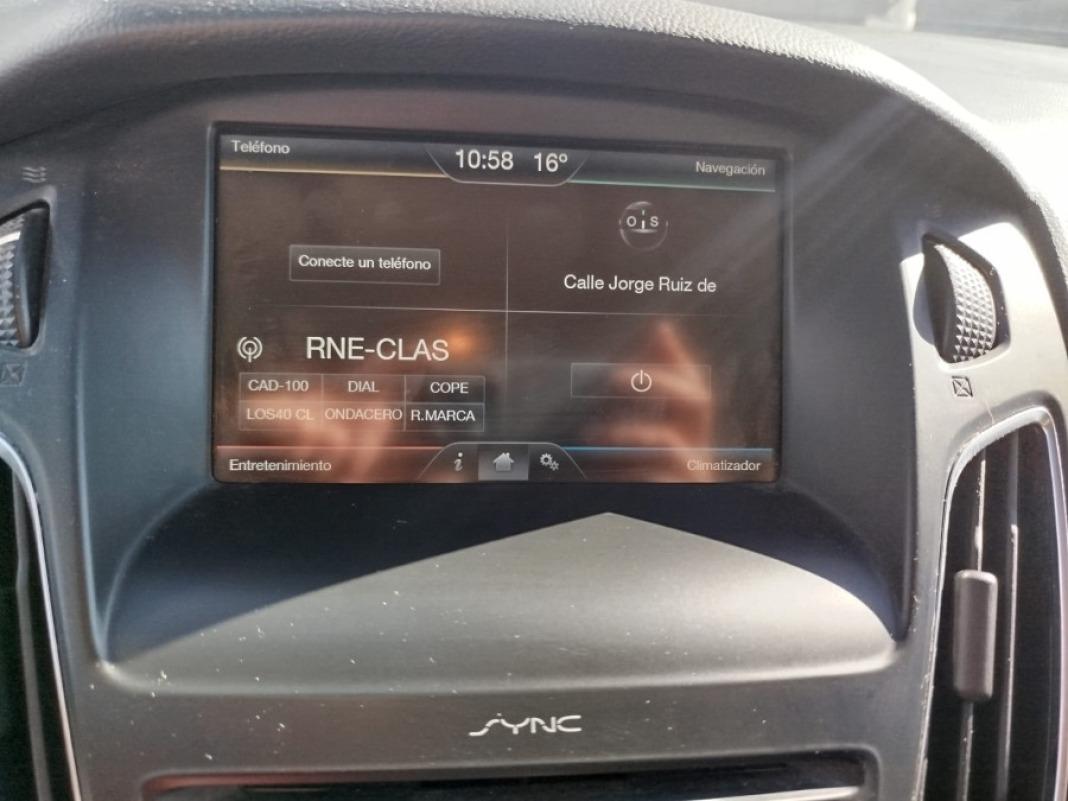 Teléfono
10:58 16º
Navegación
O S
Conecte un teléfono
Calle Jorge Ruiz de
RNE-CLAS
CAD-100 DIAL COPE
LOS40 CL ONDACERO R.MARCA
Entretenimiento
i
Climatizador
SYNC